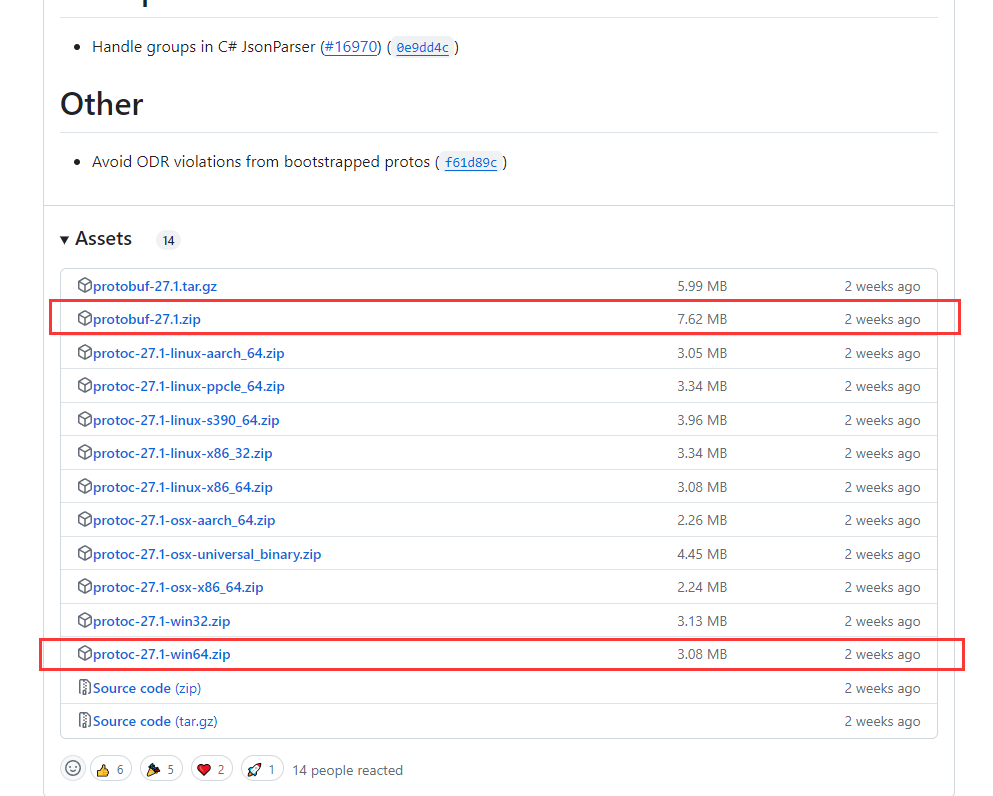 Handle groups in C# JsonParser (#16970) ( 0e9dd4c )
Other
Avoid ODR violations from bootstrapped protos ( f61d89c )
Assets 14
protobuf-27.1.tar.gz 5.99 MB 2 weeks ago
protobuf-27.1.zip 7.62 MB 2 weeks ago
protoc-27.1-linux-aarch_64.zip 3.05 MB 2 weeks ago
protoc-27.1-linux-ppcle_64.zip 3.34 MB 2 weeks ago
protoc-27.1-linux-s390_64.zip 3.96 MB 2 weeks ago
protoc-27.1-linux-x86_32.zip 3.34 MB 2 weeks ago
protoc-27.1-linux-x86_64.zip 3.08 MB 2 weeks ago
protoc-27.1-osx-aarch_64.zip 2.26 MB 2 weeks ago
protoc-27.1-osx-universal_binary.zip 4.45 MB 2 weeks ago
protoc-27.1-osx-x86_64.zip 2.24 MB 2 weeks ago
protoc-27.1-win32.zip 3.13 MB 2 weeks ago
protoc-27.1-win64.zip 3.08 MB 2 weeks ago
Source code (zip) 2 weeks ago
Source code (tar.gz) 2 weeks ago
6 5 2 1 14 people reacted